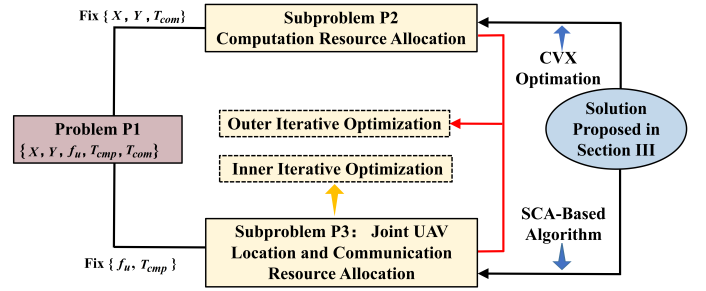 Fix { X , Y , T_com }
Subproblem P2
Computation Resource Allocation
CVX
Optimation
Outer Iterative Optimization
Problem P1
{ X , Y , f_u , T_cmp , T_com }
Solution
Proposed in
Section III
Inner Iterative Optimization
SCA-Based
Algorithm
Subproblem P3： Joint UAV
Location and Communication
Resource Allocation
Fix { f_u , T_cmp }